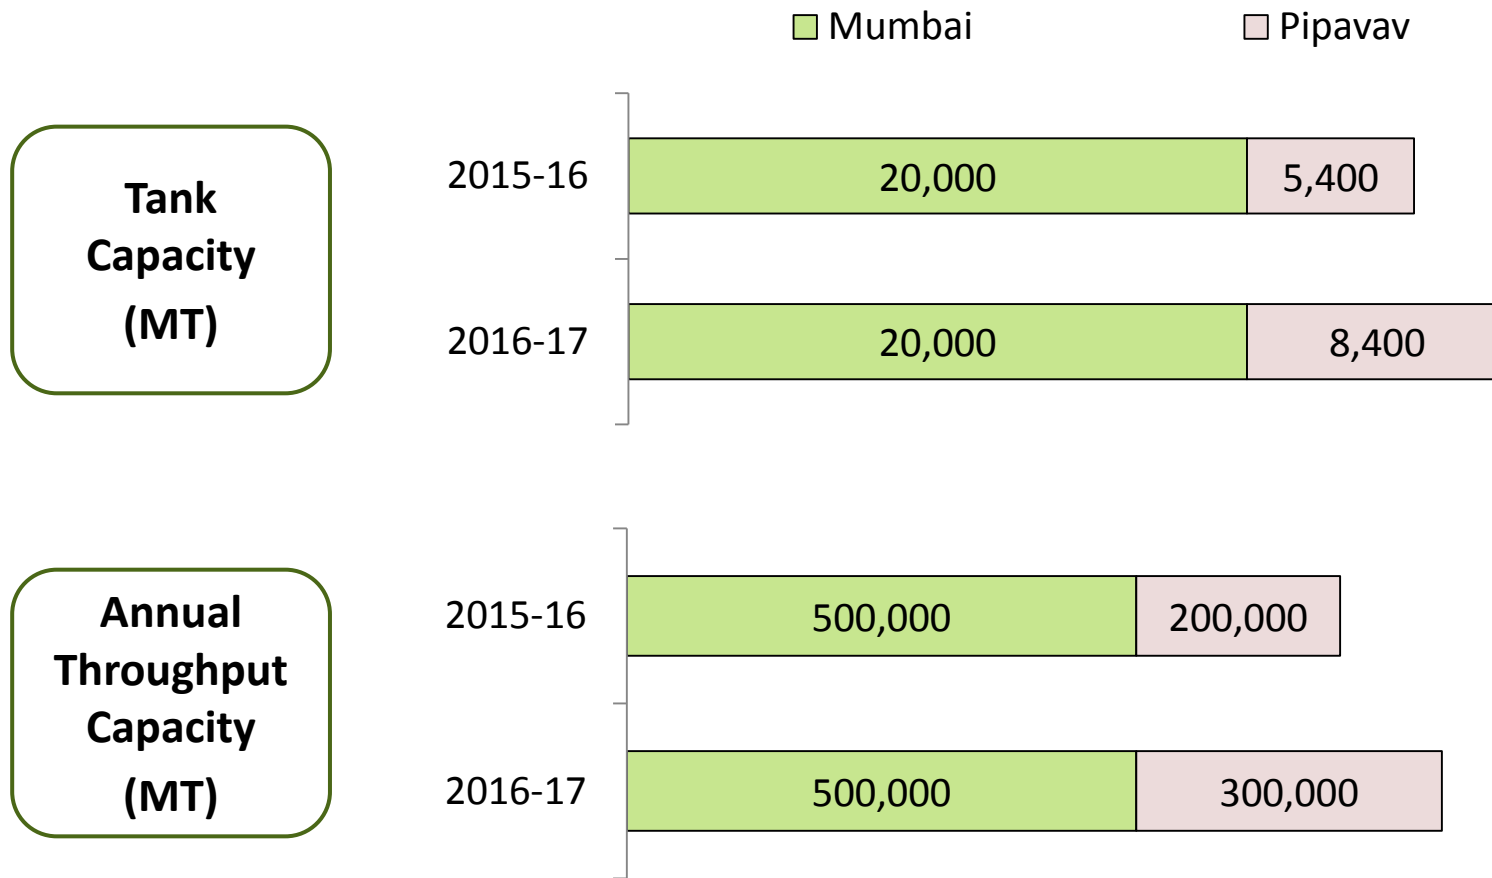 Mumbai
Pipavav
Tank
Capacity
(MT)
2015-16
20,000
5,400
2016-17
20,000
8,400
Annual
Throughput
Capacity
(MT)
2015-16
500,000
200,000
2016-17
500,000
300,000